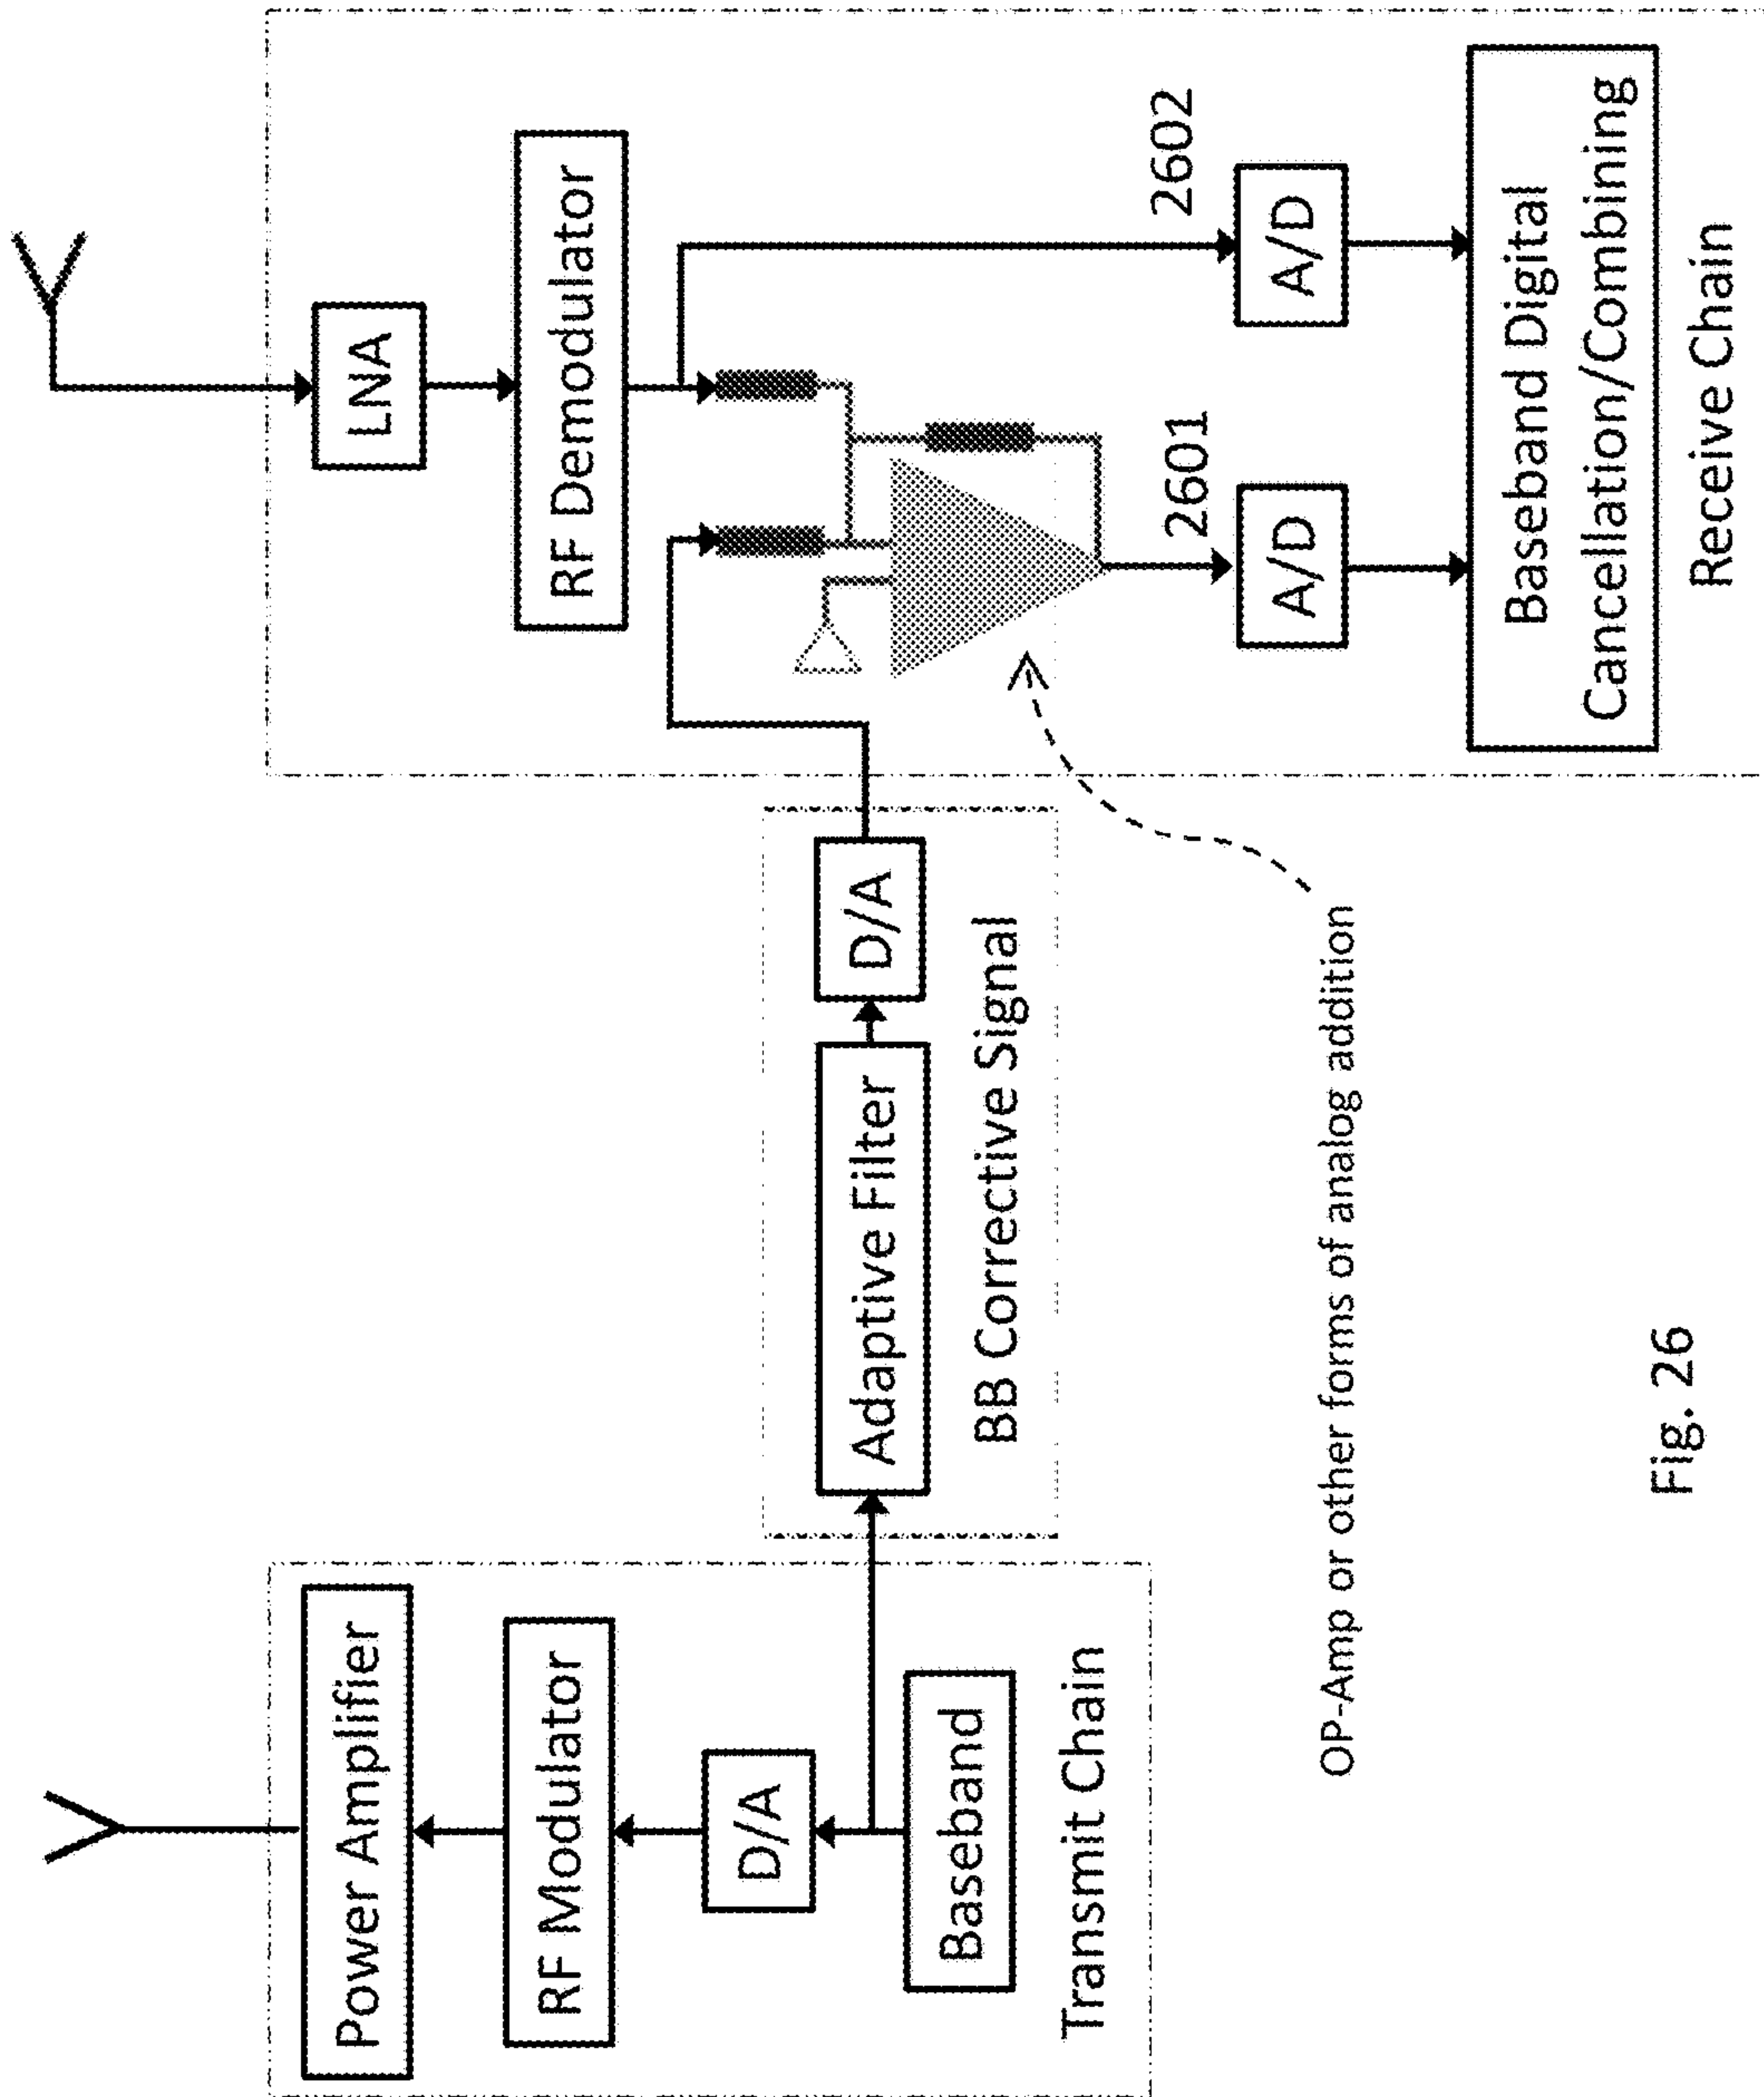 Power Amplifier
RF Modulator
D/A
Baseband
Transmit Chain
Adaptive Filter
D/A
BB Corrective Signal
LNA
RF Demodulator
2601
2602
A/D
A/D
Baseband Digital
Cancellation/Combining
Receive Chain
OP-Amp or other forms of analog addition
Fig. 26